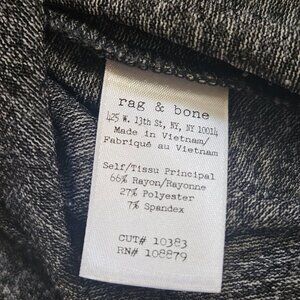 rag & bone
425 W. 13th St, NY, NY 10014
Made in Vietnam/
Fabriqué au Vietnam
Self/Tissu Principal
66% Rayon/Rayonne
27% Polyester
7% Spandex
CUT# 10383
RN# 108879